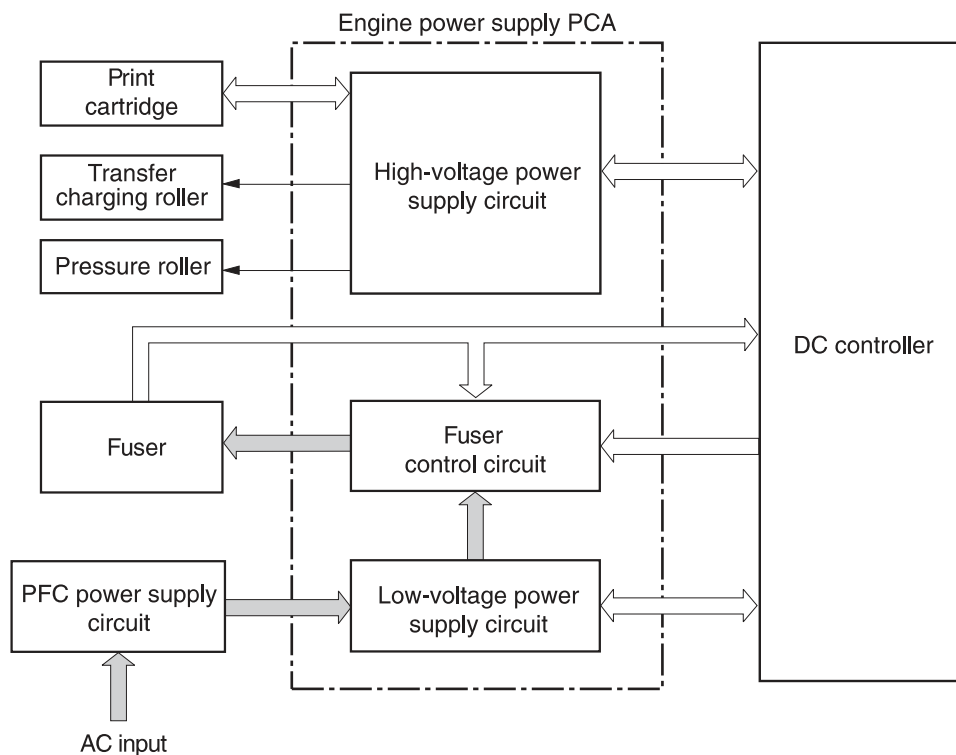 Engine power supply PCA
Print
cartridge
Transfer
charging roller
Pressure roller
High-voltage power
supply circuit
DC controller
Fuser
Fuser
control circuit
PFC power supply
circuit
Low-voltage power
supply circuit
AC input